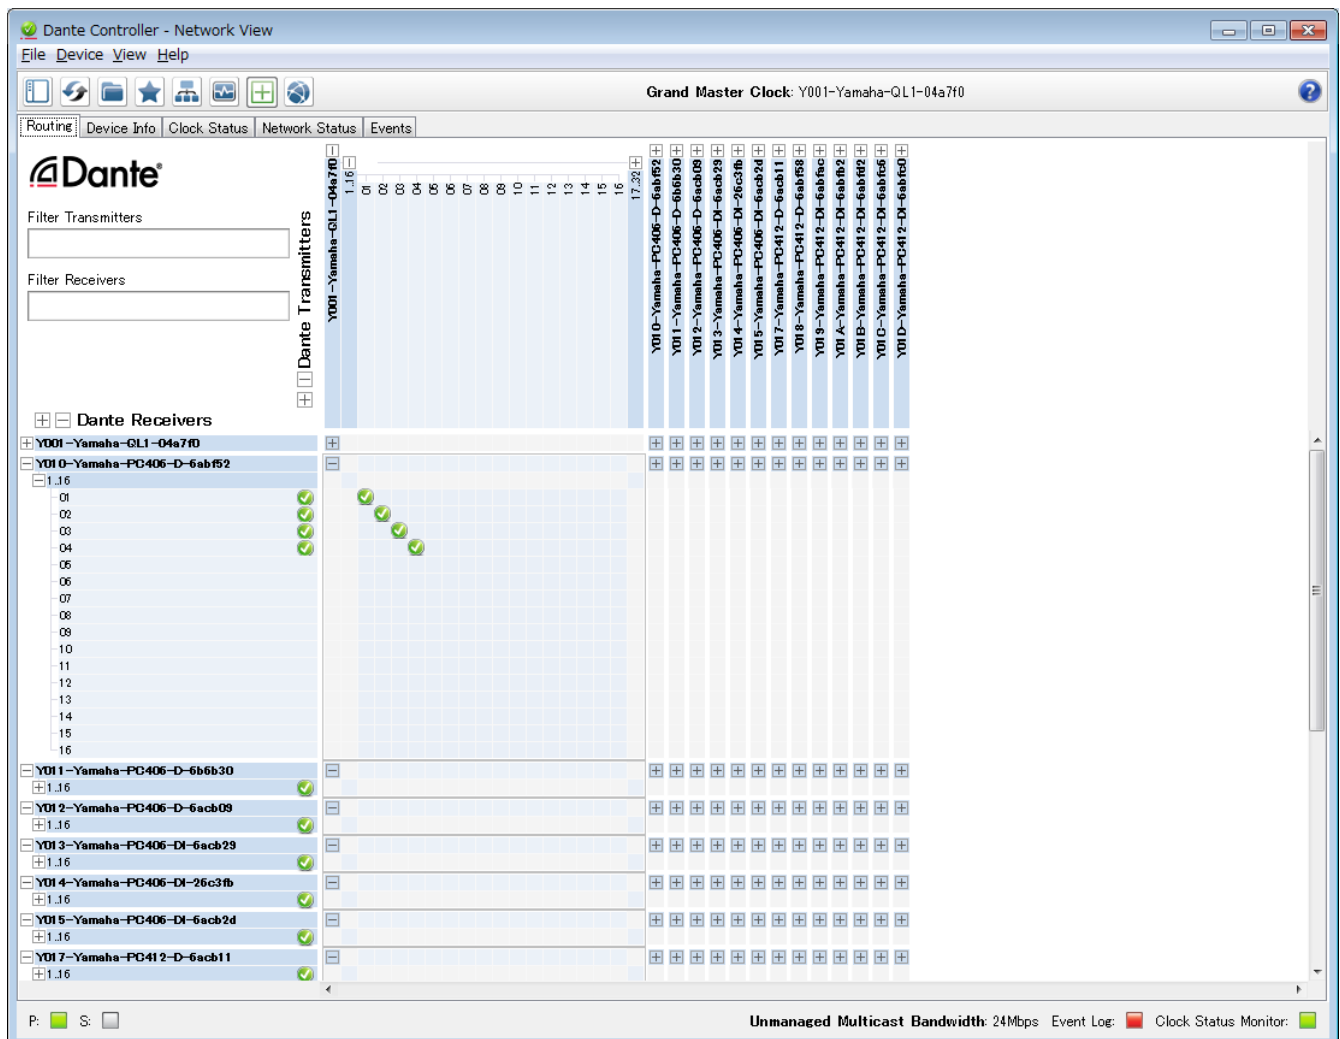 Dante Controller - Network View
File Device View Help
Grand Master Clock: Y001-Yamaha-QL1-04a7f0
Routing Device Info Clock Status Network Status Events
Dante
Filter Transmitters
Filter Receivers
Dante Transmitters
Dante Receivers
Y001-Yamaha-QL1-04a7f0
1..16
01
02
03
04
05
06
07
08
09
10
11
12
13
14
15
16
17..32
Y010-Yamaha-PC406-D-6abf52
Y011-Yamaha-PC406-D-6b6b30
Y012-Yamaha-PC406-D-6acb09
Y013-Yamaha-PC406-DI-6acb29
Y014-Yamaha-PC406-DI-26c3fb
Y015-Yamaha-PC406-DI-6acb2d
Y017-Yamaha-PC412-D-6acb11
Y018-Yamaha-PC412-D-6abf58
Y019-Yamaha-PC412-DI-6abfac
Y01A-Yamaha-PC412-DI-6abfb2
Y01B-Yamaha-PC412-DI-6abfd2
Y01C-Yamaha-PC412-DI-6abfc6
Y01D-Yamaha-PC412-DI-6abfc0
Y001-Yamaha-QL1-04a7f0
Y010-Yamaha-PC406-D-6abf52
1..16
01
02
03
04
05
06
07
08
09
10
11
12
13
14
15
16
Y011-Yamaha-PC406-D-6b6b30
1..16
Y012-Yamaha-PC406-D-6acb09
1..16
Y013-Yamaha-PC406-DI-6acb29
1..16
Y014-Yamaha-PC406-DI-26c3fb
1..16
Y015-Yamaha-PC406-DI-6acb2d
1..16
Y017-Yamaha-PC412-D-6acb11
1..16
P: S: Unmanaged Multicast Bandwidth: 24Mbps Event Log: Clock Status Monitor: